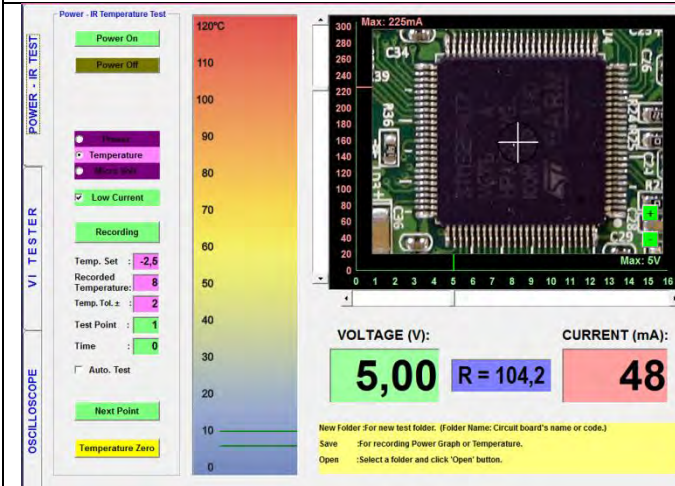 Power - IR Temperature Test
POWER - IR TEST
VI TESTER
OSCILLOSCOPE
Power On
Power Off
Power
Temperature
Low Current
Recording
Temp. Set : -2,5
Recorded
Temperature: 8
Temp. Tol. ± : 2
Test Point : 1
Time : 0
Auto. Test
Next Point
Temperature Zero
120°C
110
100
90
80
70
60
50
40
30
20
10
0
Max: 225mA
300
280
260
240
220
200
180
160
140
120
100
80
60
40
20
0
C34
39
R36
C26
R24
R25
R2
+
-
Max: 5V
0 1 2 3 4 5 6 7 8 9 10 11 12 13 14 15 16
VOLTAGE (V):
5,00
R = 104,2
CURRENT (mA):
48
New Folder :For new test folder. (Folder Name: Circuit board's name or code.)
Save :For recording Power Graph or Temperature.
Open :Select a folder and click 'Open' button.